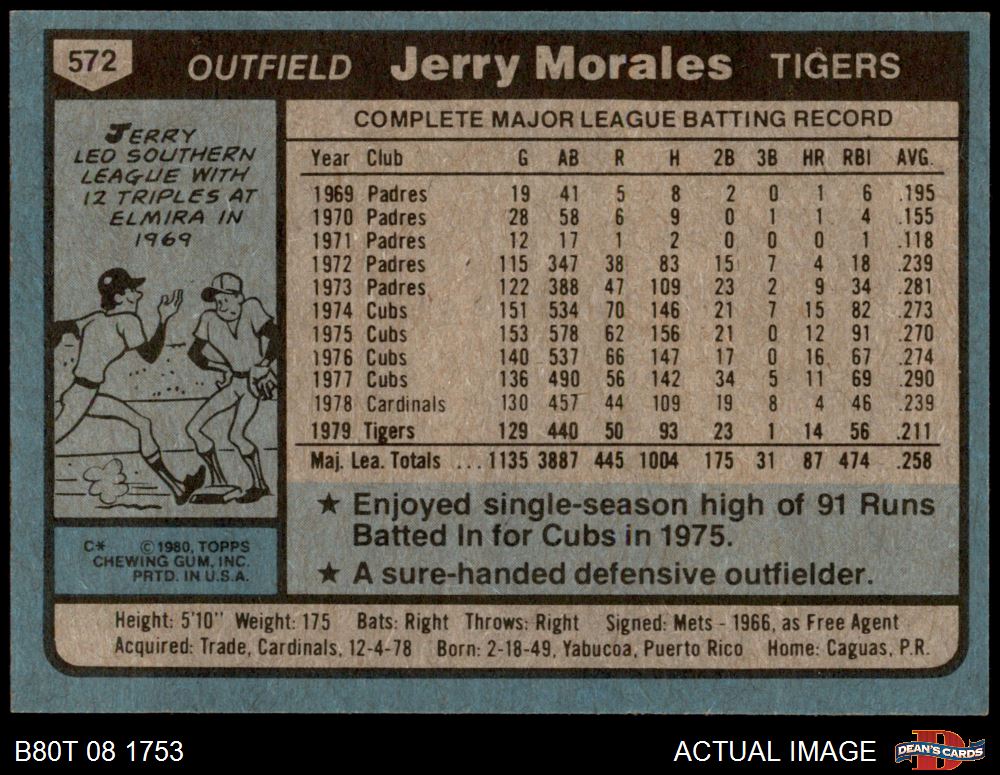 572 OUTFIELD Jerry Morales TIGERS
JERRY
LED SOUTHERN
LEAGUE WITH
12 TRIPLES AT
ELMIRA IN
1969
C* © 1980, TOPPS
CHEWING GUM, INC.
PRTD. IN U.S.A.
COMPLETE MAJOR LEAGUE BATTING RECORD
Year Club G AB R H 2B 3B HR RBI AVG.
1969 Padres 19 41 5 8 2 0 1 6 .195
1970 Padres 28 58 6 9 0 1 1 4 .155
1971 Padres 12 17 1 2 0 0 0 1 .118
1972 Padres 115 347 38 83 15 7 4 18 .239
1973 Padres 122 388 47 109 23 2 9 34 .281
1974 Cubs 151 534 70 146 21 7 15 82 .273
1975 Cubs 153 578 62 156 21 0 12 91 .270
1976 Cubs 140 537 66 147 17 0 16 67 .274
1977 Cubs 136 490 56 142 34 5 11 69 .290
1978 Cardinals 130 457 44 109 19 8 4 46 .239
1979 Tigers 129 440 50 93 23 1 14 56 .211
Maj. Lea. Totals ... 1135 3887 445 1004 175 31 87 474 .258
★ Enjoyed single-season high of 91 Runs
Batted In for Cubs in 1975.
★ A sure-handed defensive outfielder.
Height: 5'10" Weight: 175 Bats: Right Throws: Right Signed: Mets - 1966, as Free Agent
Acquired: Trade, Cardinals, 12-4-78 Born: 2-18-49, Yabucoa, Puerto Rico Home: Caguas, P.R.
B80T 08 1753 ACTUAL IMAGE DEAN'S CARDS